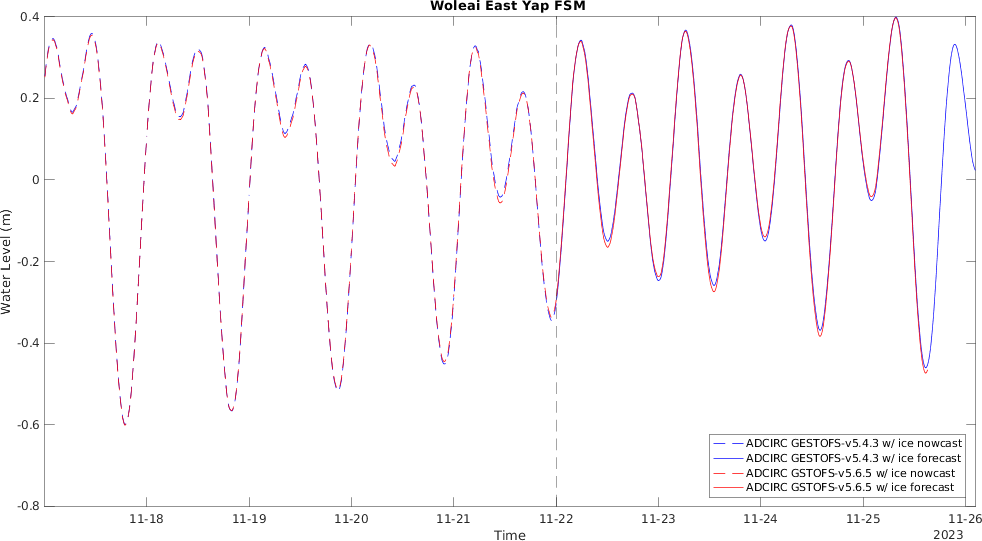 Woleai East Yap FSM
0.4
0.2
0
-0.2
-0.4
-0.6
-0.8
Water Level (m)
ADCIRC GESTOFS-v5.4.3 w/ ice nowcast
ADCIRC GESTOFS-v5.4.3 w/ ice forecast
ADCIRC GSTOFS-v5.6.5 w/ ice nowcast
ADCIRC GSTOFS-v5.6.5 w/ ice forecast
11-18 11-19 11-20 11-21 11-22 11-23 11-24 11-25 11-26
Time
2023